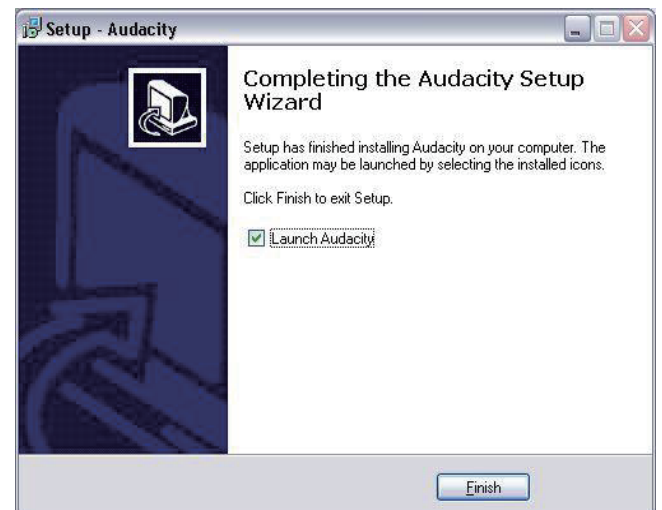 Setup - Audacity
Completing the Audacity Setup
Wizard
Setup has finished installing Audacity on your computer. The
application may be launched by selecting the installed icons.
Click Finish to exit Setup.
Launch Audacity
Finish